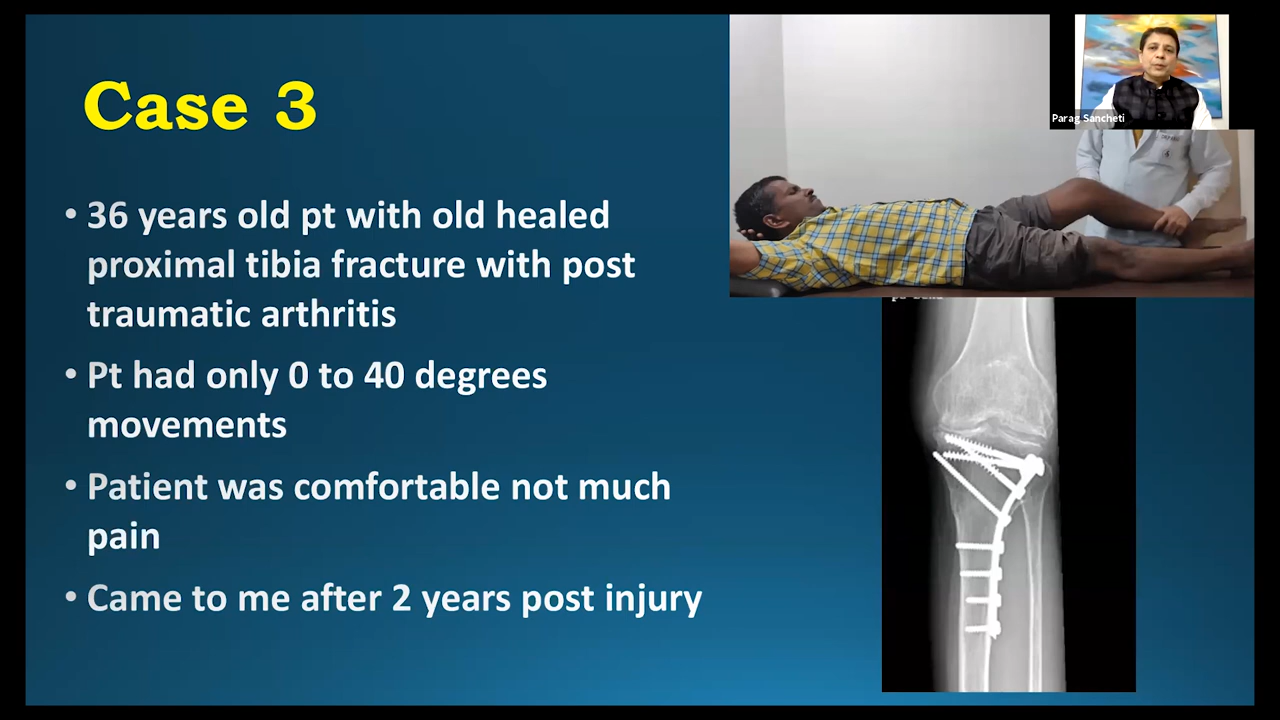 Case 3
Parag Sancheti
• 36 years old pt with old healed
proximal tibia fracture with post
traumatic arthritis
• Pt had only 0 to 40 degrees
movements
• Patient was comfortable not much
pain
• Came to me after 2 years post injury